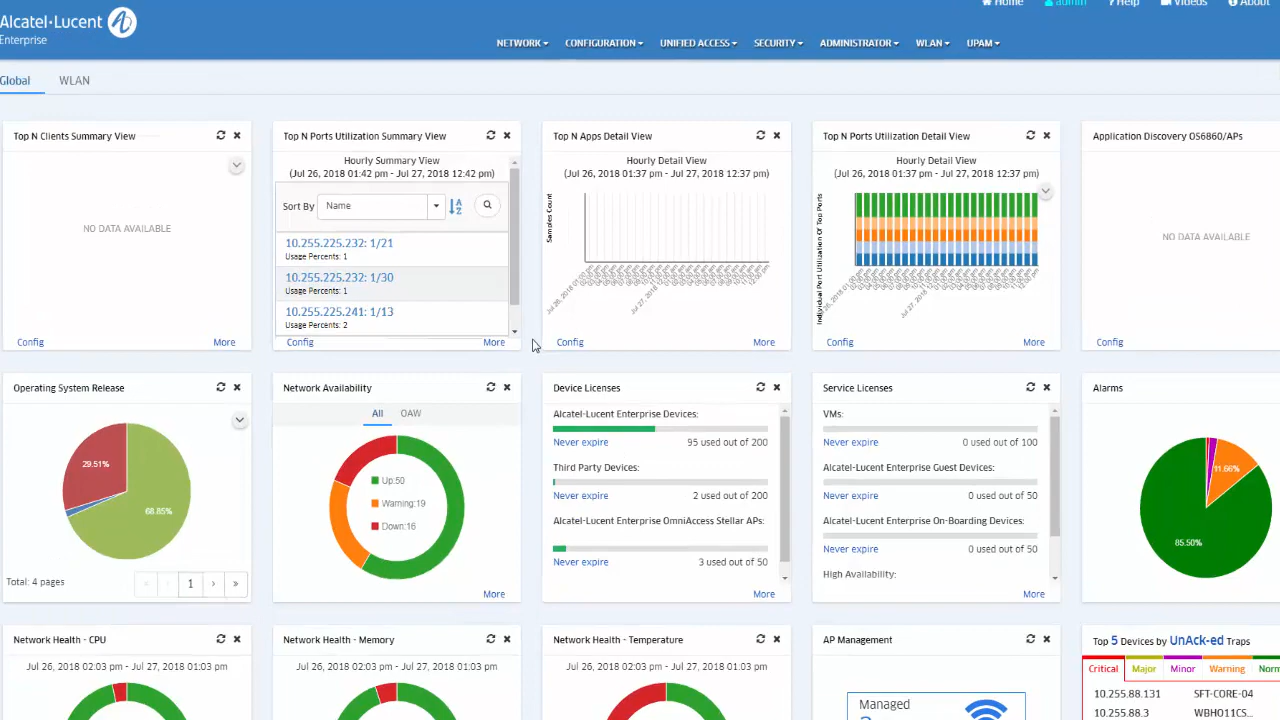 Alcatel·Lucent
Enterprise
Home admin Help Videos About
NETWORK CONFIGURATION UNIFIED ACCESS SECURITY ADMINISTRATOR WLAN UPAM
Global WLAN
Top N Clients Summary View
NO DATA AVAILABLE
Config More
Top N Ports Utilization Summary View
Hourly Summary View
(Jul 26, 2018 01:42 pm - Jul 27, 2018 12:42 pm)
Sort By Name
10.255.225.232: 1/21
Usage Percents: 1
10.255.225.232: 1/30
Usage Percents: 1
10.255.225.241: 1/13
Usage Percents: 2
Config More
Top N Apps Detail View
Hourly Detail View
(Jul 26, 2018 01:37 pm - Jul 27, 2018 12:37 pm)
Samples Count
Config More
Top N Ports Utilization Detail View
Hourly Detail View
(Jul 26, 2018 01:37 pm - Jul 27, 2018 12:37 pm)
Individual Port Utilization Of Top Ports
Config More
Application Discovery OS6860/APs
NO DATA AVAILABLE
Config
Operating System Release
29.51%
68.85%
Total: 4 pages « ‹ 1 › »
Network Availability
All OAW
Up:50
Warning:19
Down:16
More
Device Licenses
Alcatel-Lucent Enterprise Devices:
Never expire 95 used out of 200
Third Party Devices:
Never expire 2 used out of 200
Alcatel-Lucent Enterprise OmniAccess Stellar APs:
Never expire 3 used out of 50
More
Service Licenses
VMs:
Never expire 0 used out of 100
Alcatel-Lucent Enterprise Guest Devices:
Never expire 0 used out of 50
Alcatel-Lucent Enterprise On-Boarding Devices:
Never expire 0 used out of 50
High Availability:
More
Alarms
11.66%
85.50%
Network Health - CPU
Jul 26, 2018 02:03 pm - Jul 27, 2018 01:03 pm
Network Health - Memory
Jul 26, 2018 02:03 pm - Jul 27, 2018 01:03 pm
Network Health - Temperature
Jul 26, 2018 02:03 pm - Jul 27, 2018 01:03 pm
AP Management
Managed
Top 5 Devices by UnAck-ed Traps
Critical Major Minor Warning Norm
10.255.88.131 SFT-CORE-04
10.255.88.3 WBHO11CS...